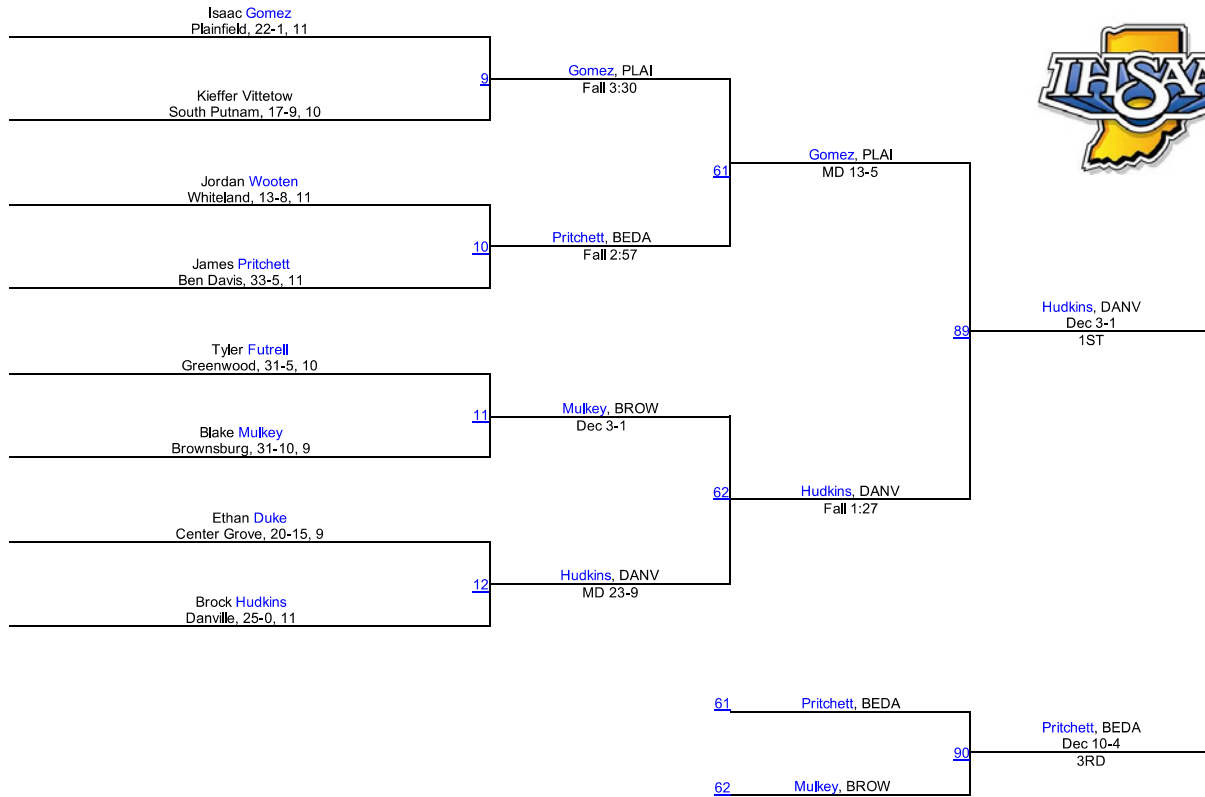 Isaac Gomez
Plainfield, 22-1, 11
9
Gomez, PLAI
Fall 3:30
Kieffer Vittetow
South Putnam, 17-9, 10
61
Gomez, PLAI
MD 13-5
Jordan Wooten
Whiteland, 13-8, 11
10
Pritchett, BEDA
Fall 2:57
James Pritchett
Ben Davis, 33-5, 11
89
Hudkins, DANV
Dec 3-1
1ST
Tyler Futrell
Greenwood, 31-5, 10
11
Mulkey, BROW
Dec 3-1
Blake Mulkey
Brownsburg, 31-10, 9
62
Hudkins, DANV
Fall 1:27
Ethan Duke
Center Grove, 20-15, 9
12
Hudkins, DANV
MD 23-9
Brock Hudkins
Danville, 25-0, 11
61
Pritchett, BEDA
90
Pritchett, BEDA
Dec 10-4
3RD
62
Mulkey, BROW
IHSAA